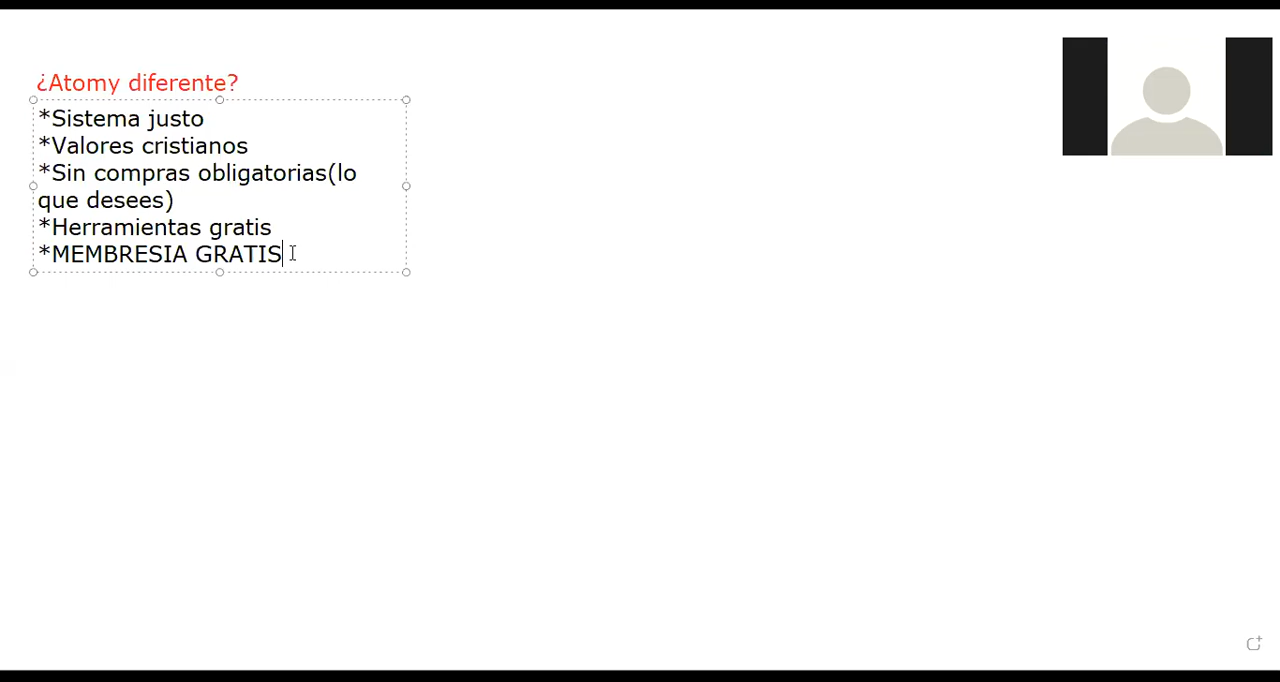 ¿Atomy diferente?
*Sistema justo
*Valores cristianos
*Sin compras obligatorias(lo
que desees)
*Herramientas gratis
*MEMBRESIA GRATIS